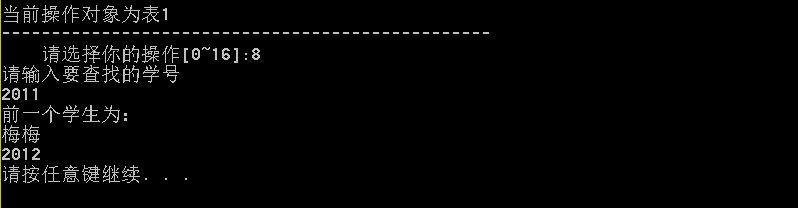 当前操作对象为表1
-------------------------------------------------
请选择你的操作[0~16]:8
请输入要查找的学号
2011
前一个学生为：
梅梅
2012
请按任意键继续. . .